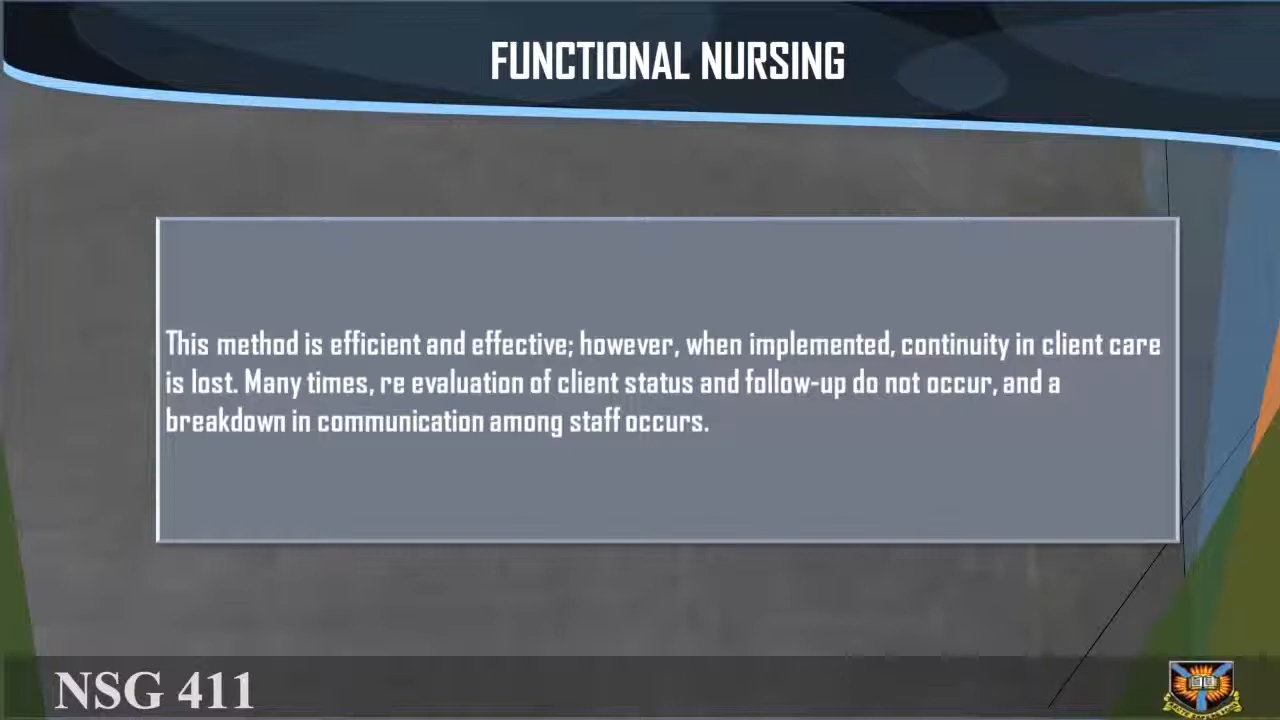 FUNCTIONAL NURSING
This method is efficient and effective; however, when implemented, continuity in client care
is lost. Many times, re evaluation of client status and follow-up do not occur, and a
breakdown in communication among staff occurs.
NSG 411